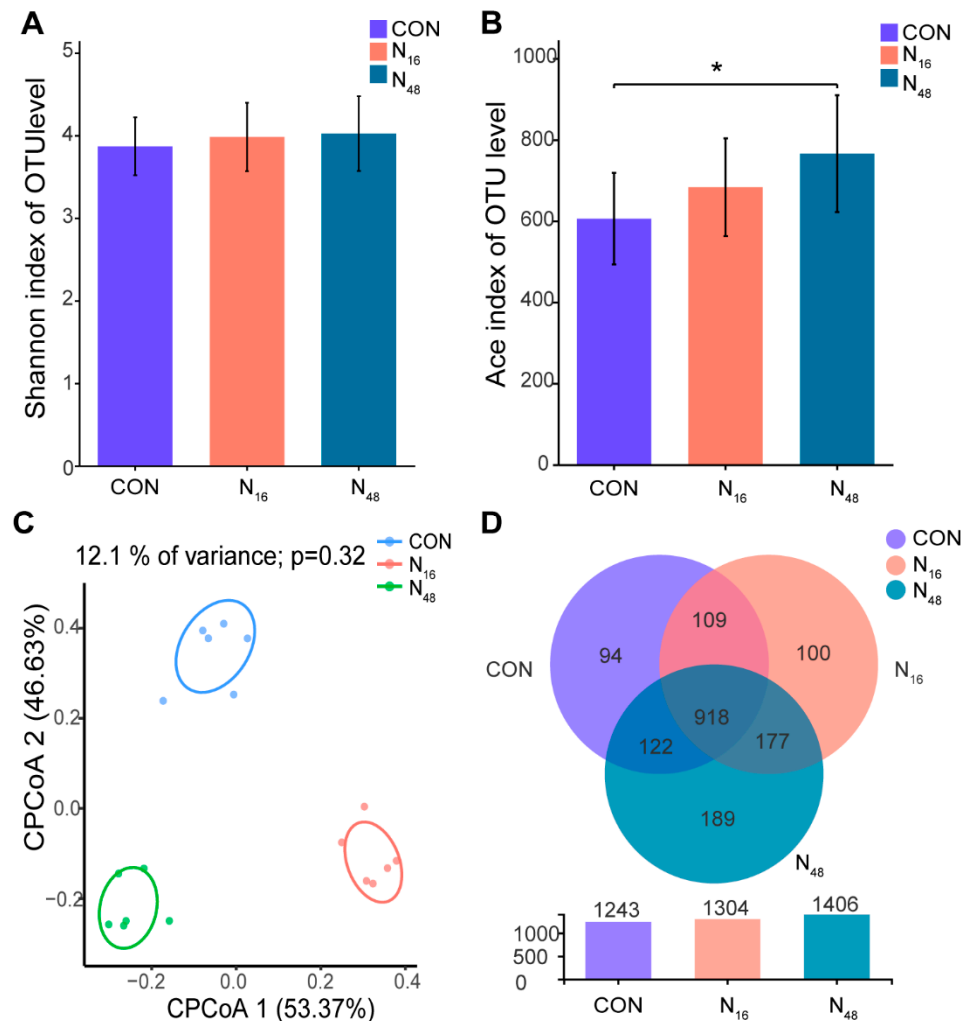 A
CON
N16
N48
Shannon index of OTUlevel
5
4
3
2
1
0
CON
N16
N48
B
CON
N16
N48
Ace index of OTU level
1000
800
600
400
200
0
*
CON
N16
N48
C
12.1 % of variance; p=0.32
CON
N16
N48
CPCoA 2 (46.63%)
0.4
0.2
0.0
−0.2
−0.2
0.0
0.2
0.4
CPCoA 1 (53.37%)
D
CON
N16
N48
CON
N16
N48
94
109
100
918
122
177
189
1243
1304
1406
1000
500
0
CON
N16
N48